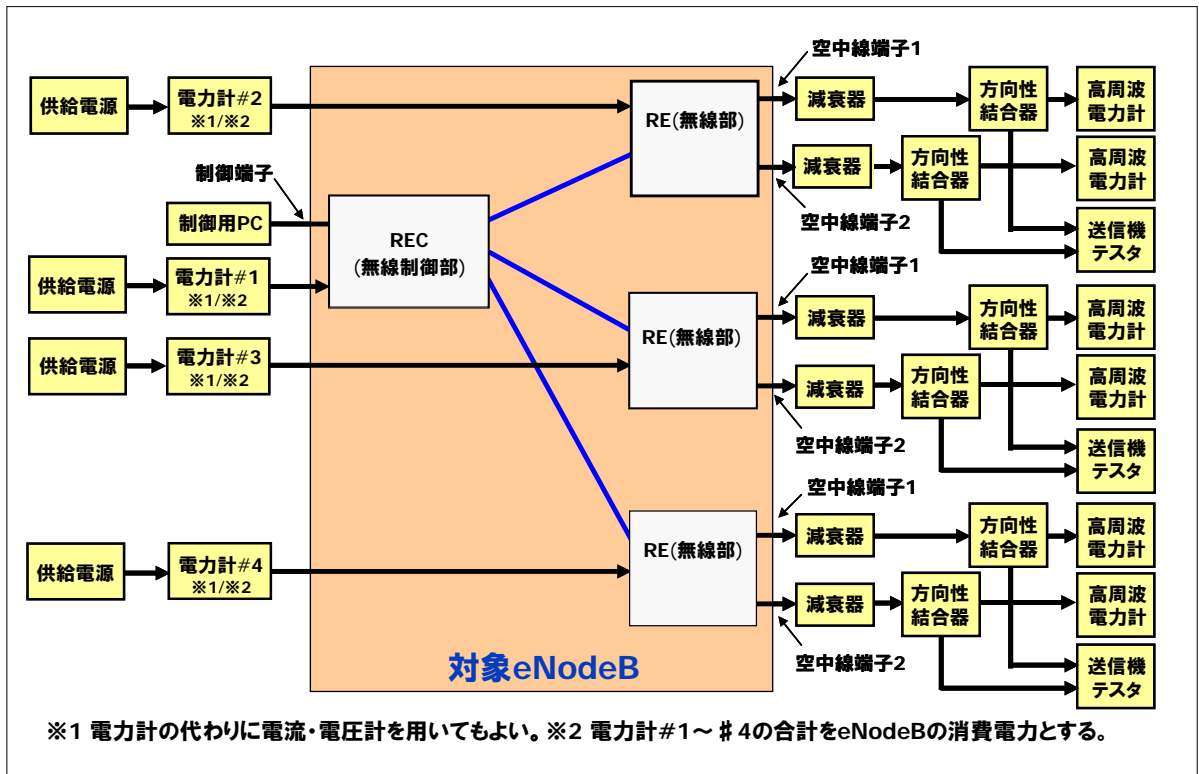 空中線端子1
供給電源
電力計#2
※1/※2
RE(無線部)
減衰器
方向性
結合器
高周波
電力計
制御端子
減衰器
方向性
結合器
高周波
電力計
空中線端子2
制御用PC
REC
(無線制御部)
送信機
テスタ
供給電源
電力計#1
※1/※2
空中線端子1
RE(無線部)
減衰器
方向性
結合器
高周波
電力計
供給電源
電力計#3
※1/※2
減衰器
方向性
結合器
高周波
電力計
空中線端子2
送信機
テスタ
空中線端子1
RE(無線部)
減衰器
方向性
結合器
高周波
電力計
供給電源
電力計#4
※1/※2
減衰器
方向性
結合器
高周波
電力計
空中線端子2
送信機
テスタ
対象eNodeB
※1 電力計の代わりに電流・電圧計を用いてもよい。※2 電力計#1～♯4の合計をeNodeBの消費電力とする。